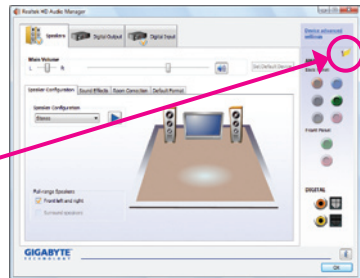 Realtek HD Audio Manager
Speakers
Digital Output
Digital Input
Device advanced settings
Main Volume
L
R
Set Default Device
Speaker Configuration
Sound Effects
Room Correction
Default Format
ANALOG
Back Panel
Speaker Configuration
Stereo
Front Panel
Full-range Speakers
Front left and right
Surround speakers
DIGITAL
GIGABYTE
TECHNOLOGY
OK